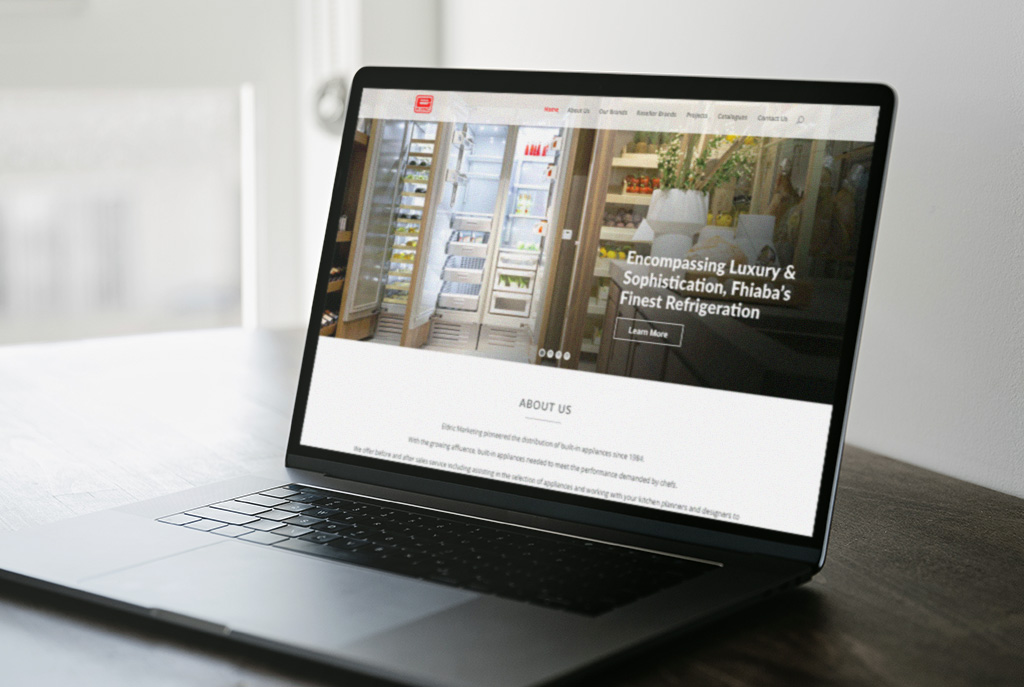 Home About Us Our Brands Reseller Brands Projects Catalogues Contact Us
Encompassing Luxury &
Sophistication, Fhiaba's
Finest Refrigeration
Learn More
ABOUT US
Eldric Marketing pioneered the distribution of built-in appliances since 1984.
With the growing affluence, built-in appliances needed to meet the performance demanded by chefs.
We offer before and after sales service including assisting in the selection of appliances and working with your kitchen planners and designers to